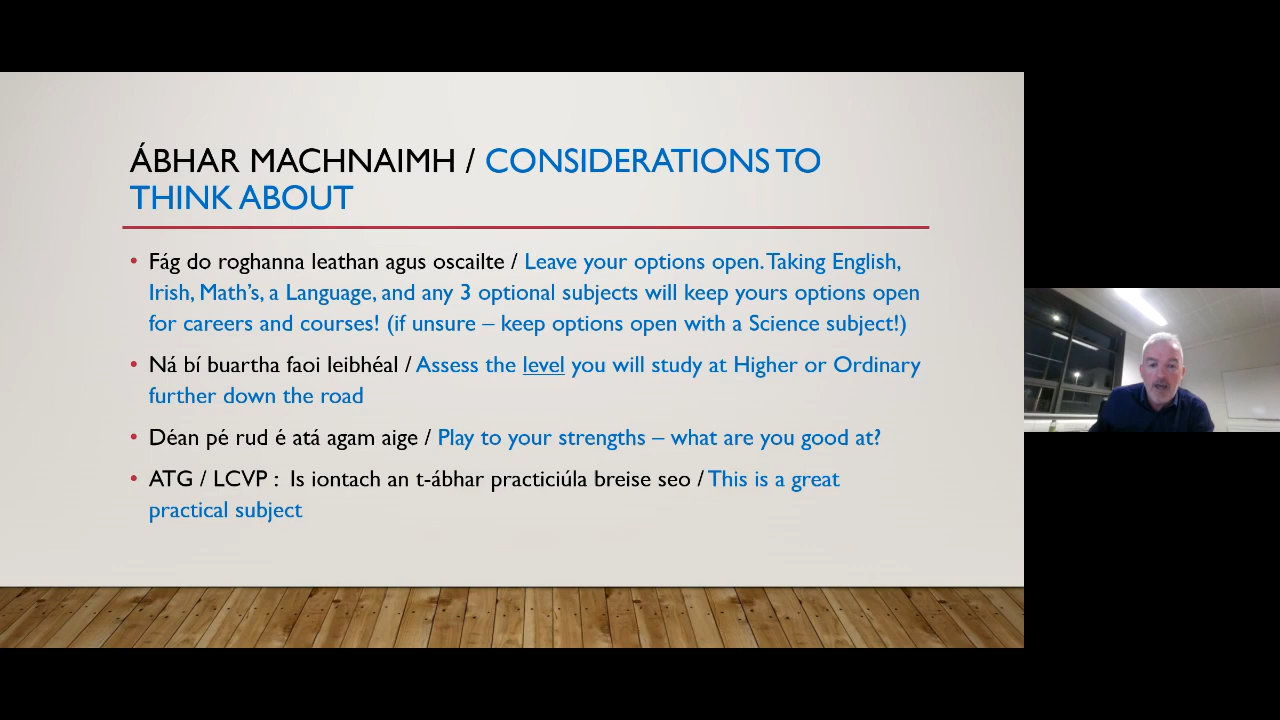 ÁBHAR MACHNAIMH / CONSIDERATIONS TO
THINK ABOUT
• Fág do roghanna leathan agus oscailte / Leave your options open. Taking English,
Irish, Math's, a Language, and any 3 optional subjects will keep yours options open
for careers and courses! (if unsure – keep options open with a Science subject!)
• Ná bí buartha faoi leibhéal / Assess the level you will study at Higher or Ordinary
further down the road
• Déan pé rud é atá agam aige / Play to your strengths – what are you good at?
• ATG / LCVP : Is iontach an t-ábhar practiciúla breise seo / This is a great
practical subject